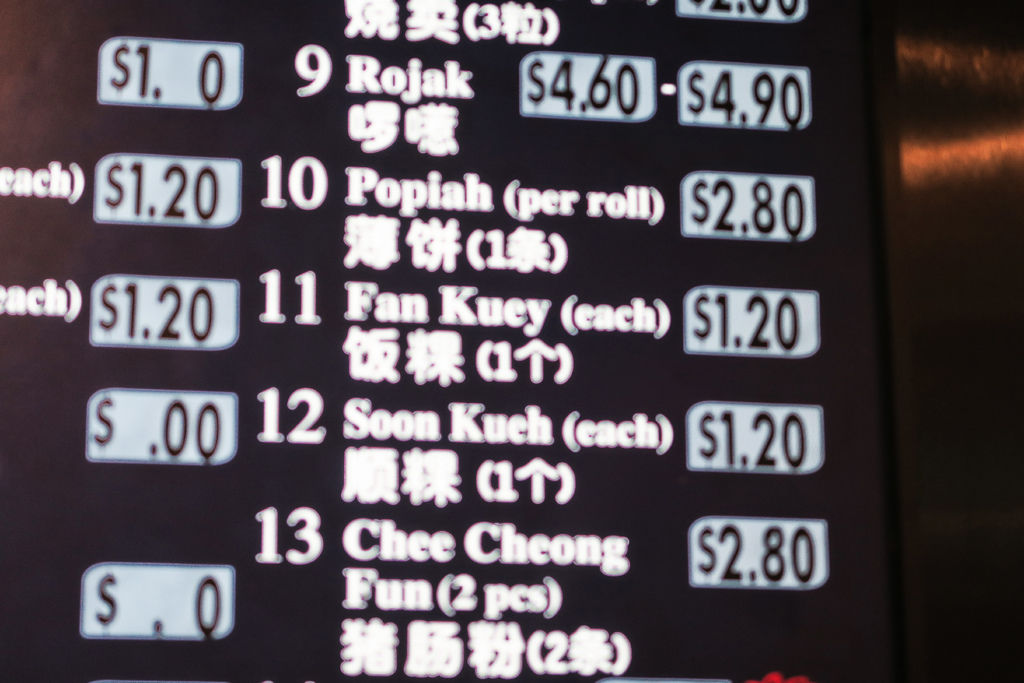 烧卖(3粒)
$1. 0
9 Rojak $4.60 - $4.90
啰嘻
each) $1.20
10 Popiah (per roll) $2.80
薄饼(1条)
each) $1.20
11 Fan Kuey (each) $1.20
饭粿(1个)
$ .00
12 Soon Kueh (each) $1.20
顺粿(1个)
13 Chee Cheong $2.80
Fun (2 pcs)
$ . 0
猪肠粉(2条)